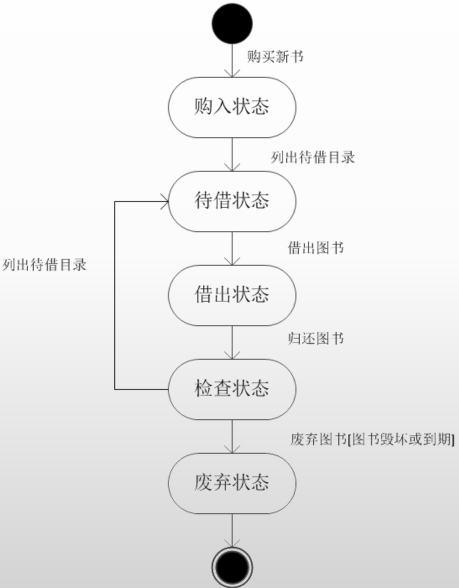 购买新书
购入状态
列出待借目录
待借状态
借出图书
列出待借目录
借出状态
归还图书
检查状态
废弃图书[图书毁坏或到期]
废弃状态